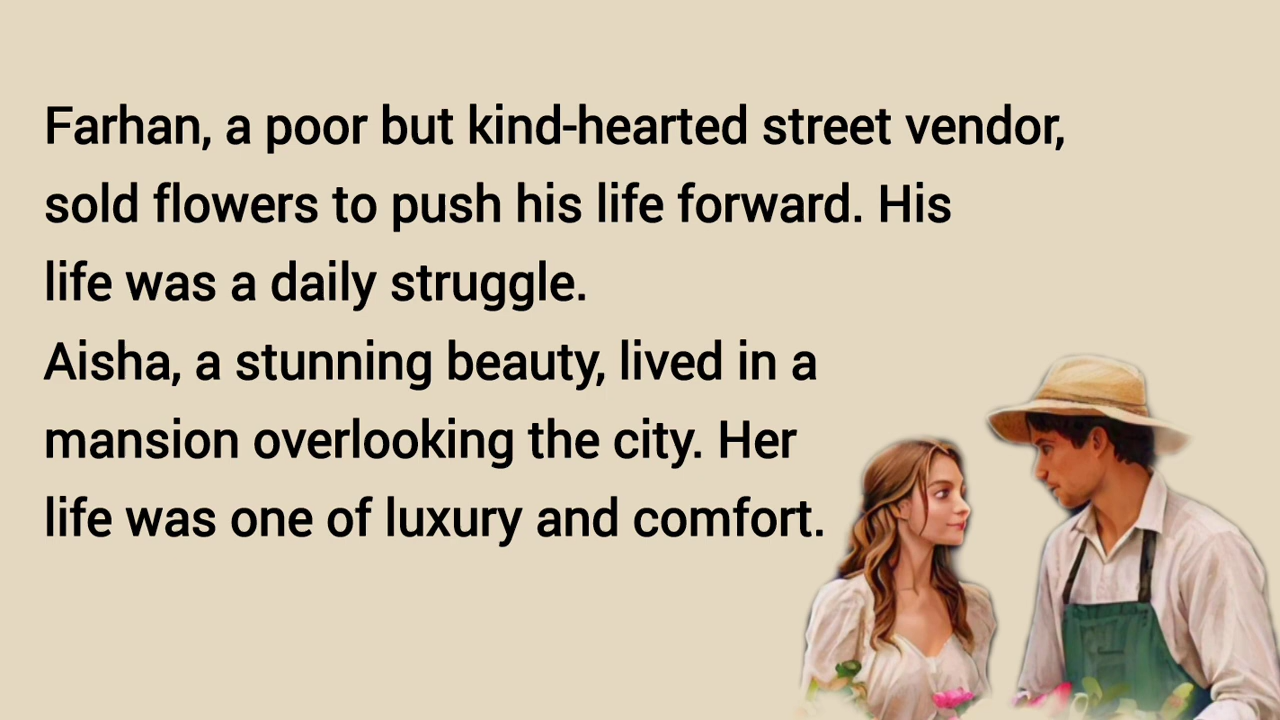 Farhan, a poor but kind-hearted street vendor,
sold flowers to push his life forward. His
life was a daily struggle.
Aisha, a stunning beauty, lived in a
mansion overlooking the city. Her
life was one of luxury and comfort.